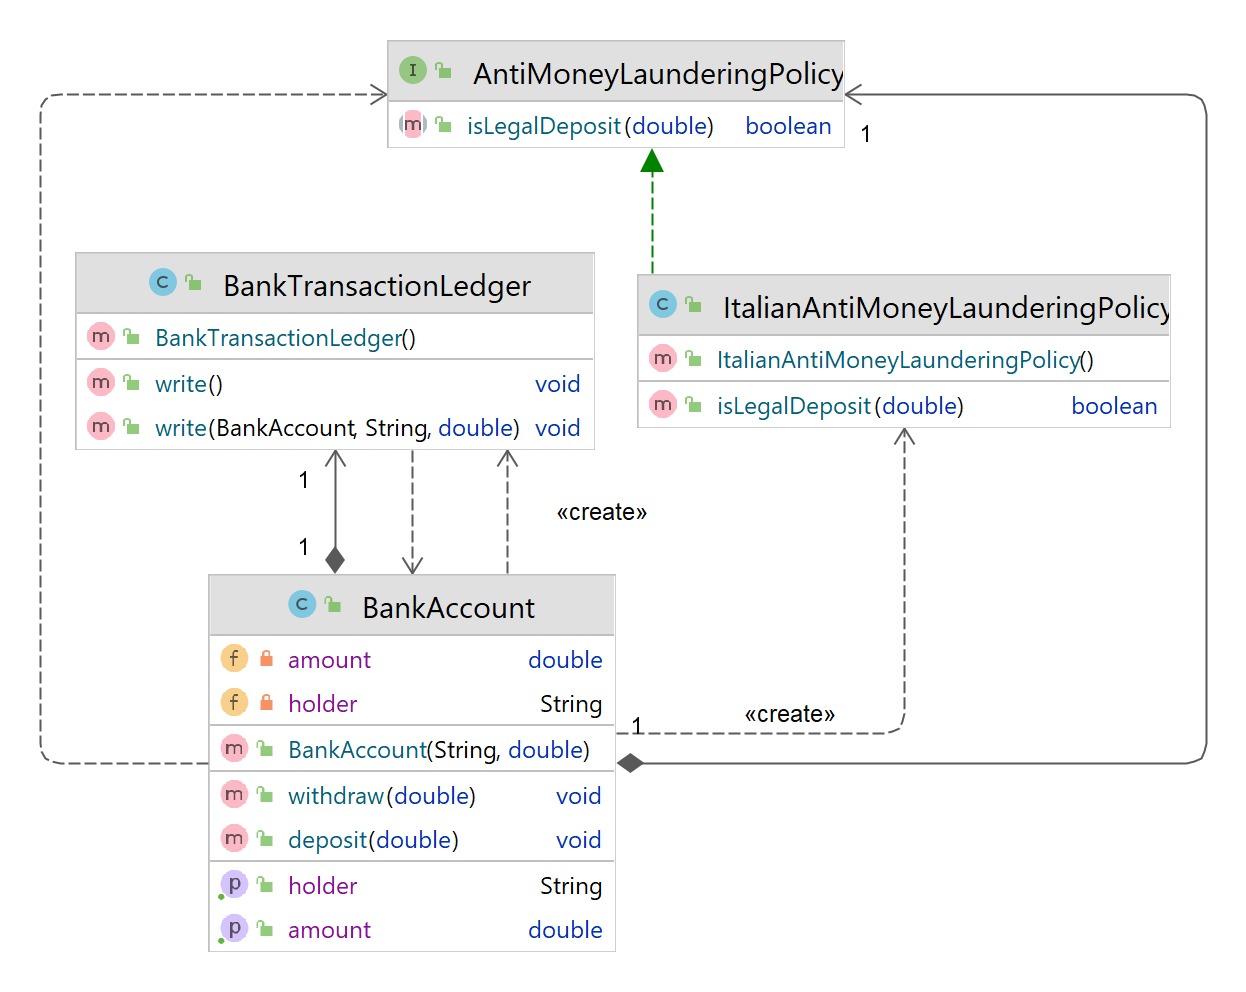 I AntiMoneyLaunderingPolicy
m isLegalDeposit(double) boolean
1
C BankTransactionLedger
m BankTransactionLedger()
m write() void
m write(BankAccount, String, double) void
C ItalianAntiMoneyLaunderingPolicy
m ItalianAntiMoneyLaunderingPolicy()
m isLegalDeposit(double) boolean
1
«create»
1
C BankAccount
f amount double
f holder String
m BankAccount(String, double)
m withdraw(double) void
m deposit(double) void
p holder String
p amount double
1
«create»